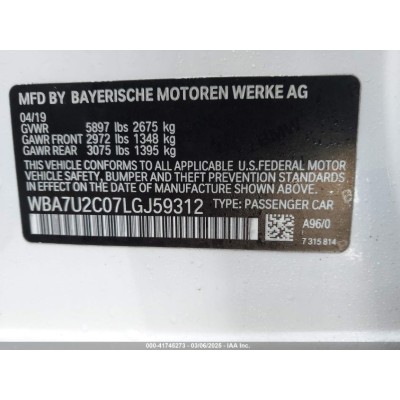 MFD BY BAYERISCHE MOTOREN WERKE AG
04/19
GVWR 5897 lbs 2675 kg
GAWR FRONT 2972 lbs 1348 kg
GAWR REAR 3075 lbs 1395 kg
THIS VEHICLE CONFORMS TO ALL APPLICABLE U.S.FEDERAL MOTOR
VEHICLE SAFETY, BUMPER AND THEFT PREVENTION STANDARDS IN
EFFECT ON THE DATE OF MANUFACTURE SHOWN ABOVE.
WBA7U2C07LGJ59312 TYPE: PASSENGER CAR
A96/0
7 315 814
000-41740273 - 03/06/2025 - IAA Inc.